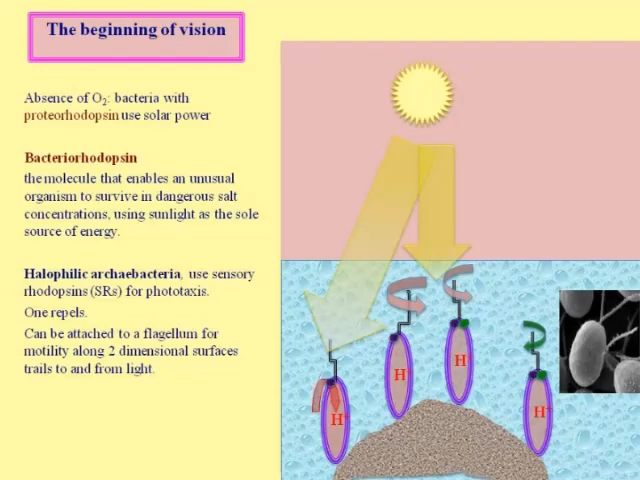 The beginning of vision
Absence of O2: bacteria with
proteorhodopsin use solar power
Bacteriorhodopsin
the molecule that enables an unusual
organism to survive in dangerous salt
concentrations, using sunlight as the sole
source of energy.
Halophilic archaebacteria, use sensory
rhodopsins (SRs) for phototaxis.
One repels.
Can be attached to a flagellum for
motility along 2 dimensional surfaces
trails to and from light.
H+
H
H+
H+